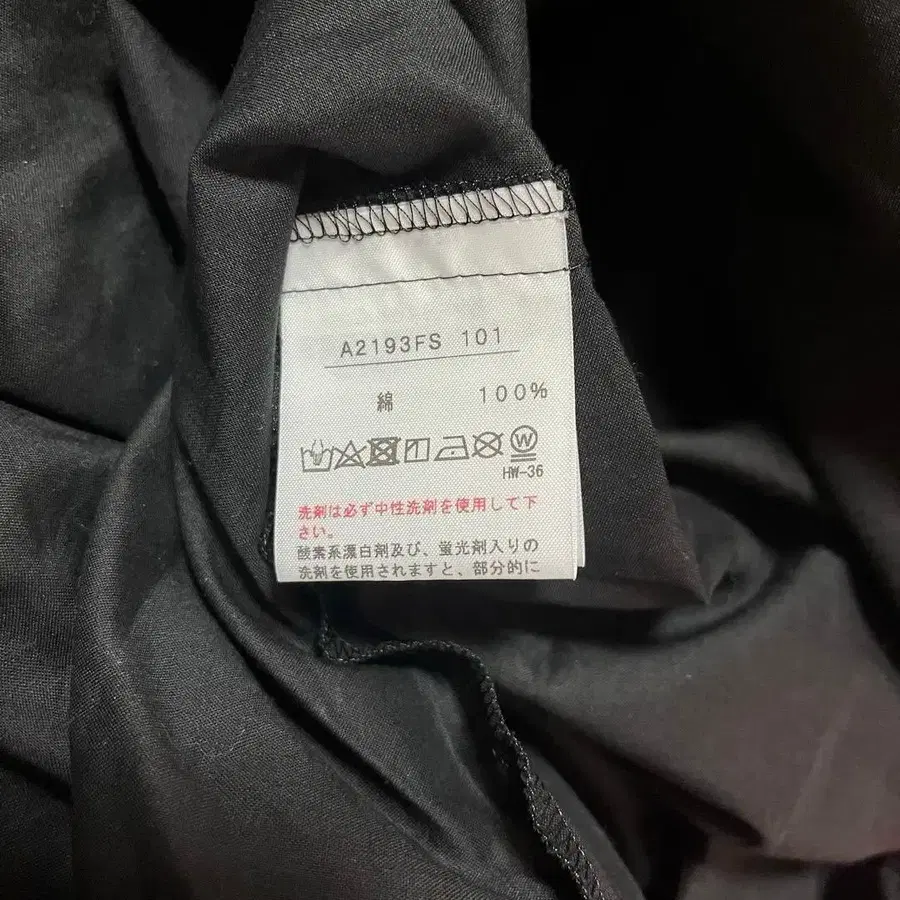 A2193FS 101
綿 100%
W
HW-36
洗剤は必ず中性洗剤を使用して下
さい。
酸素系漂白剤及び、蛍光剤入りの
洗剤を使用されますと、部分的に